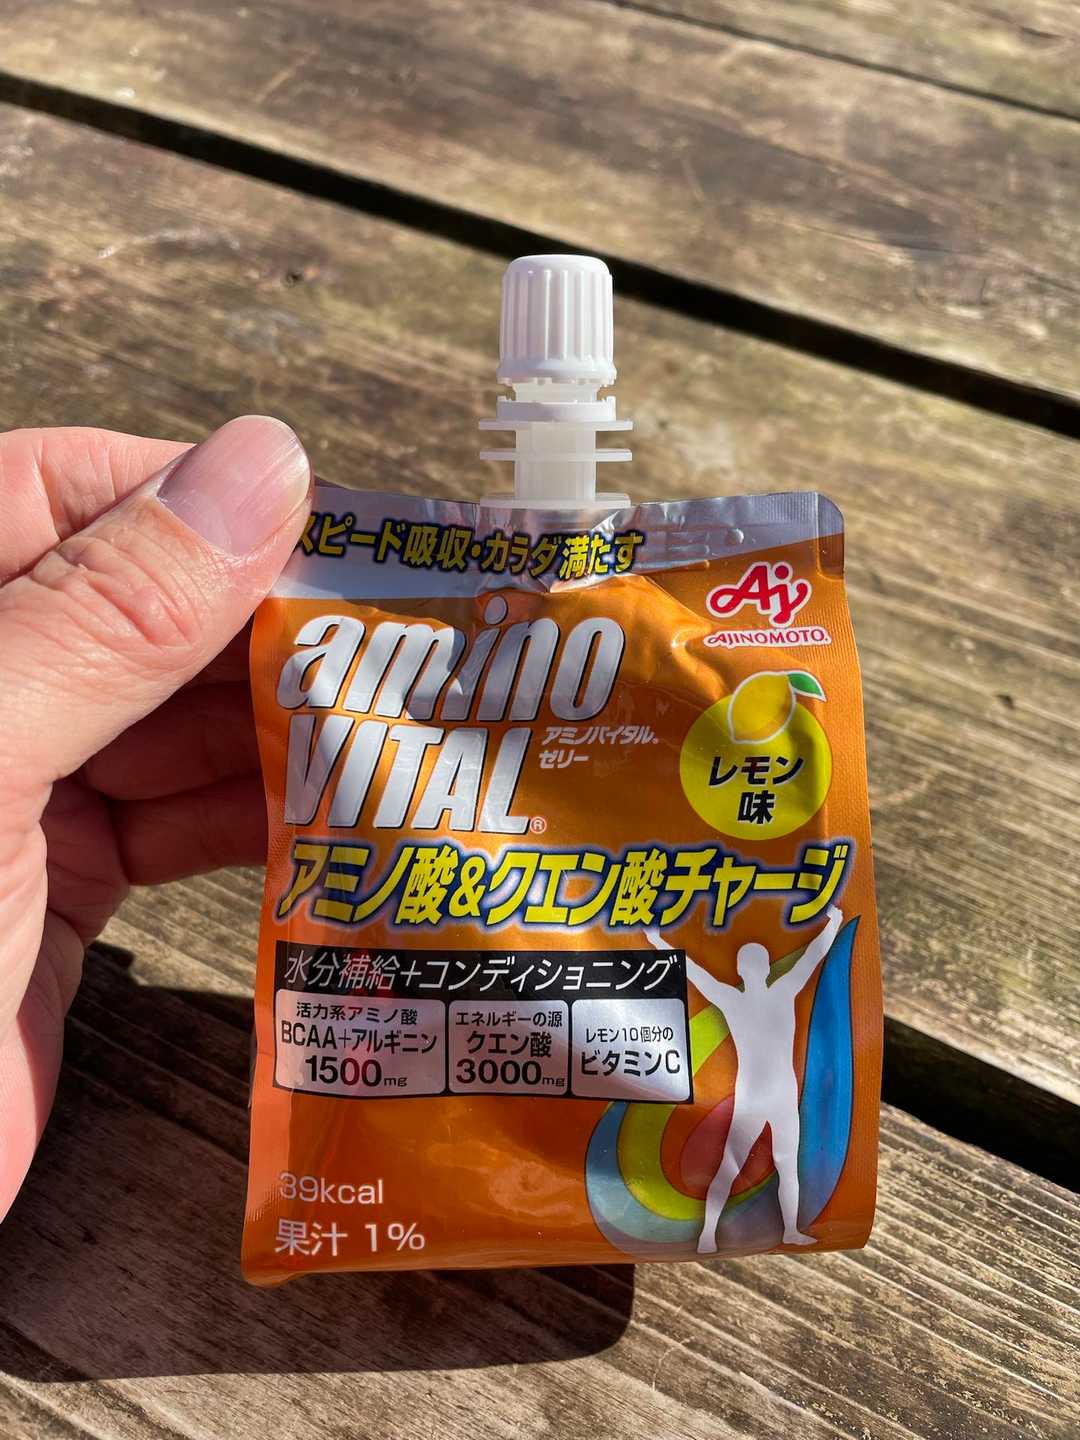 スピード吸収・カラダ満たす
Aj
AJINOMOTO®
amino
VITAL®
アミノバイタル®
ゼリー
レモン
味
アミノ酸&クエン酸チャージ
水分補給+コンディショニング
活力系アミノ酸
BCAA+アルギニン
1500mg
エネルギーの源
クエン酸
3000mg
レモン10個分の
ビタミンC
39kcal
果汁 1%